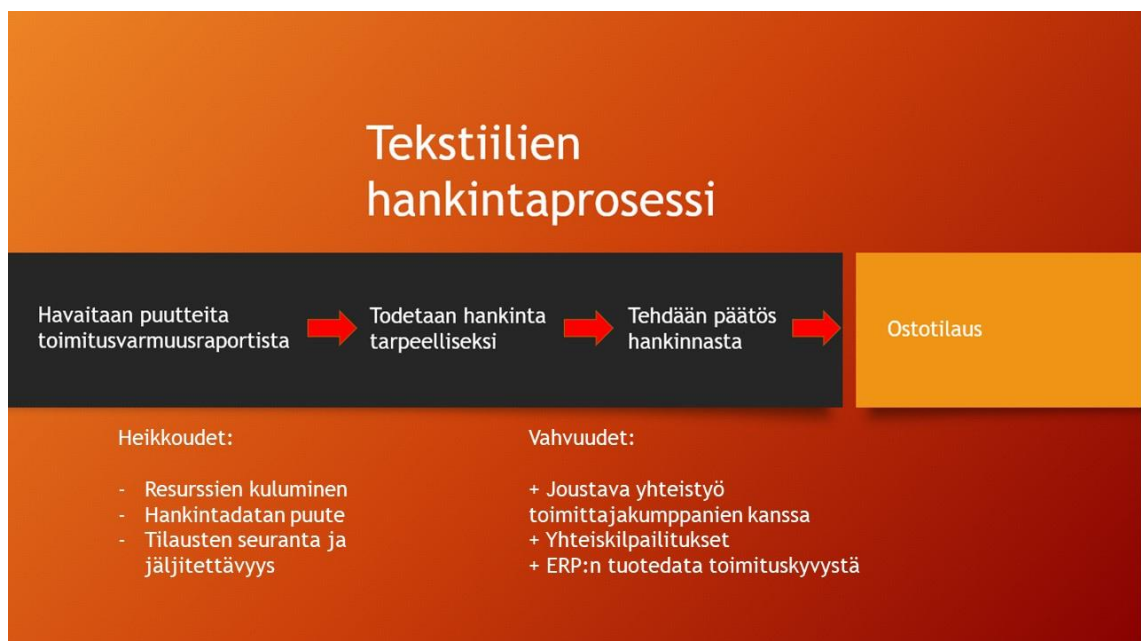 Tekstiilien
hankintaprosessi
Havaitaan puutteita
toimitusvarmuusraportista
Todetaan hankinta
tarpeelliseksi
Tehdään päätös
hankinnasta
Ostotilaus
Heikkoudet:
- Resurssien kuluminen
- Hankintadatan puute
- Tilausten seuranta ja
jäljitettävyys
Vahvuudet:
+ Joustava yhteistyö
toimittajakumppanien kanssa
+ Yhteiskilpailitukset
+ ERP:n tuotedata toimituskyvystä